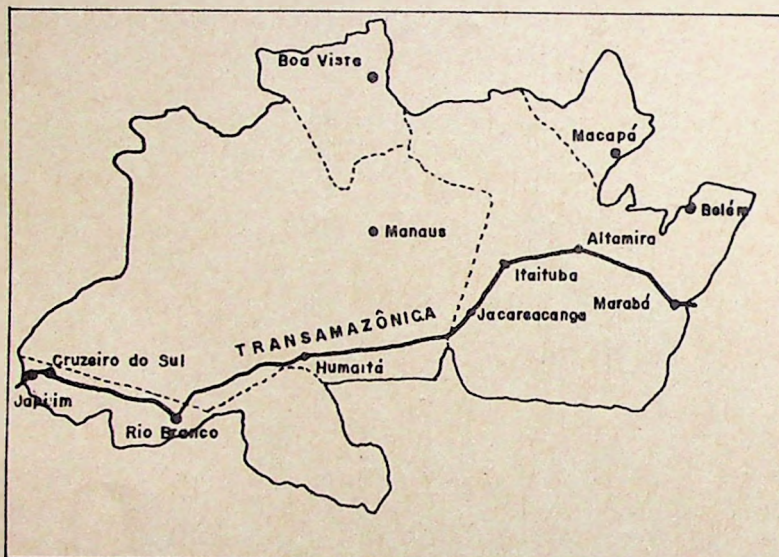 Boa Vista
Macapá
Belém
Manaus
Altamira
Itaituba
Marabá
Jacareacanga
TRANSAMAZÔNICA
Cruzeiro do Sul
Humaitá
Japiim
Rio Branco